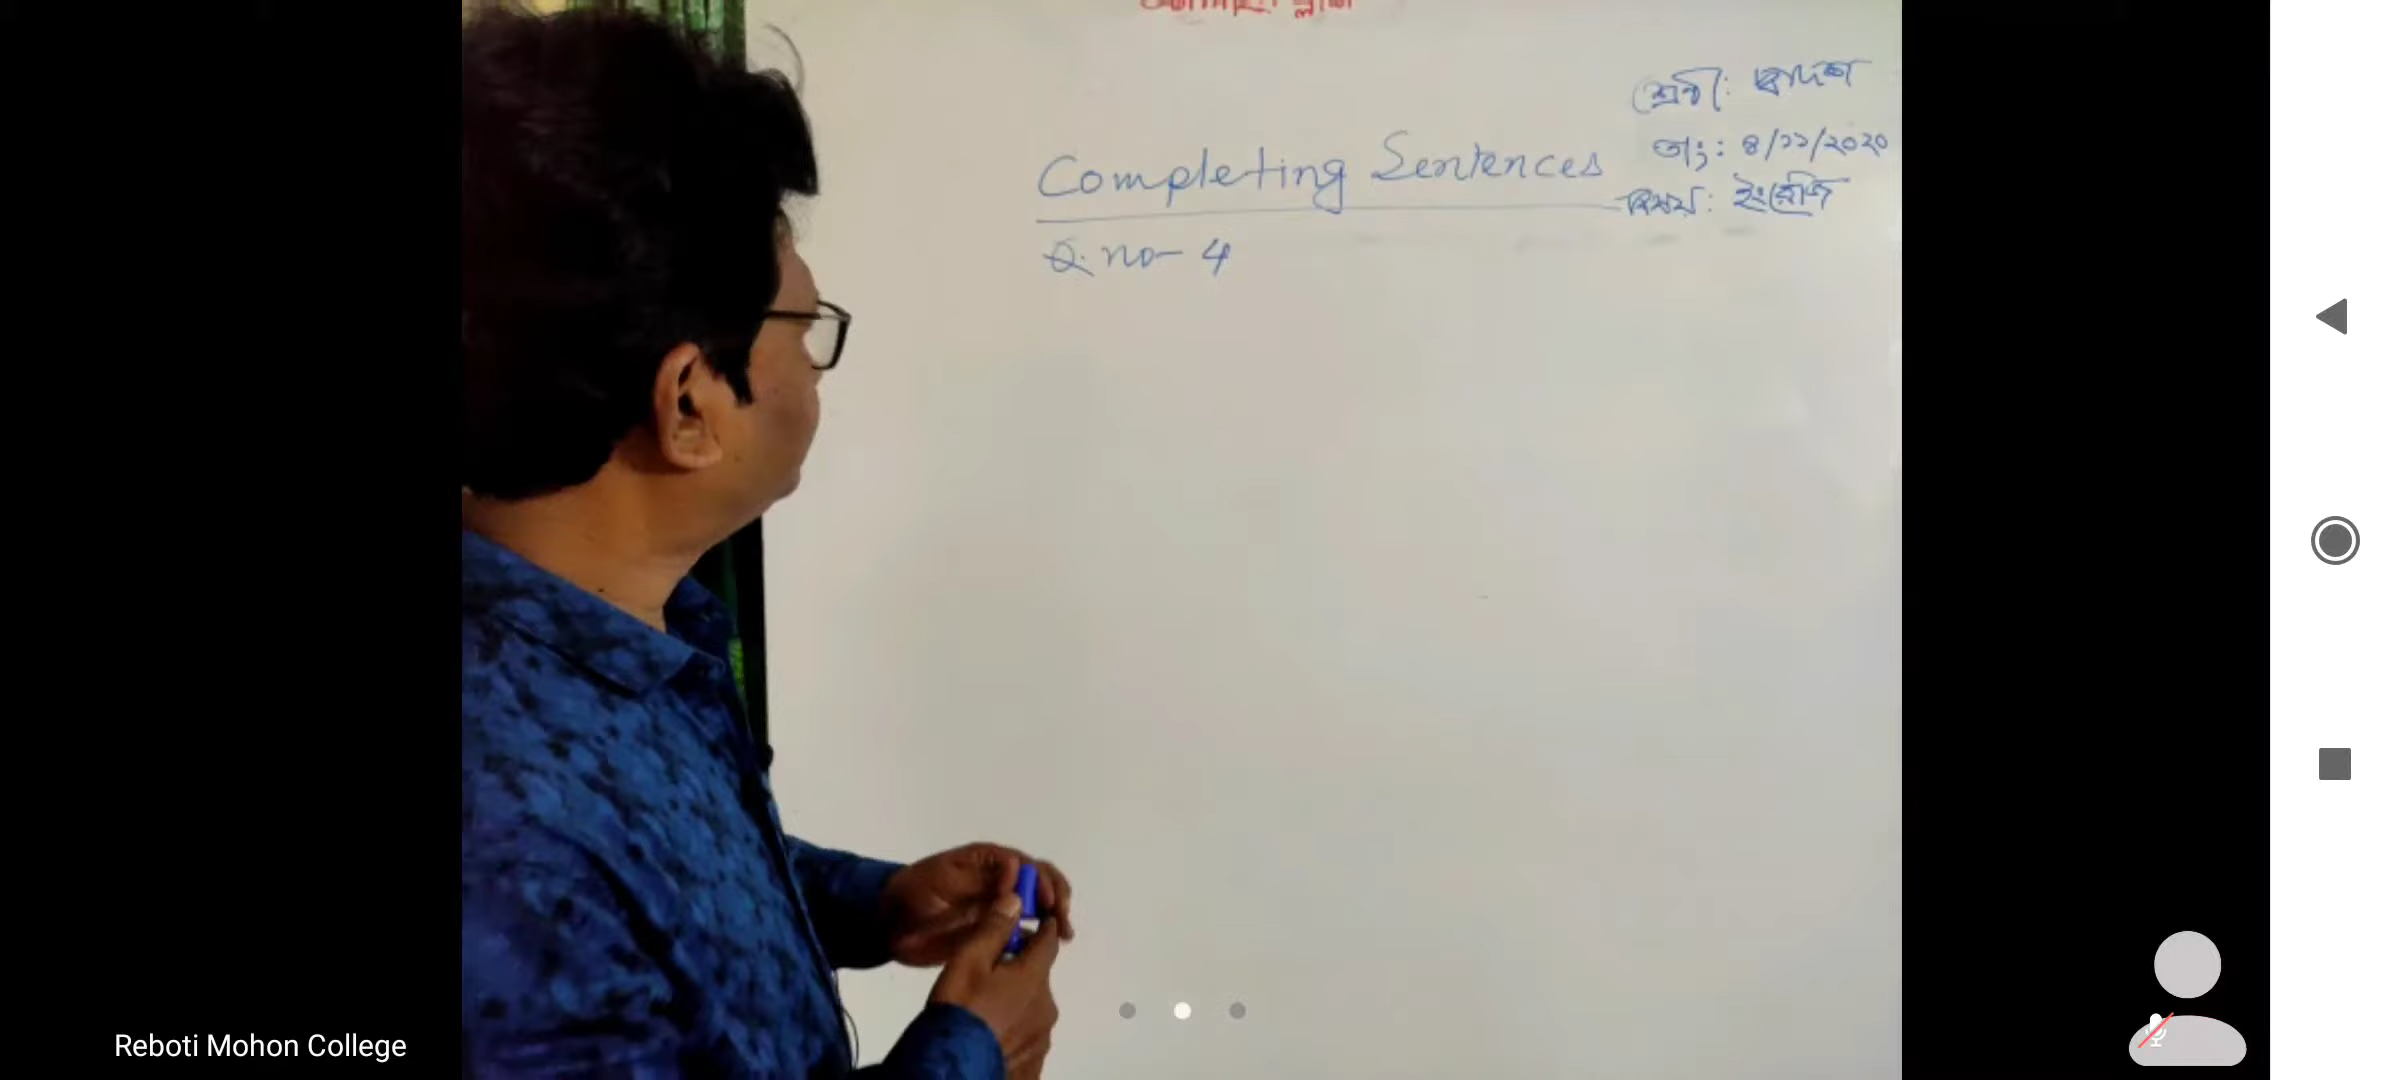 শ্রেণী: দ্বাদশ
তাং: ৪/১১/২০২০
Completing Sentences
বিষয়: ইংরেজি
Q. no- 4
Reboti Mohon College